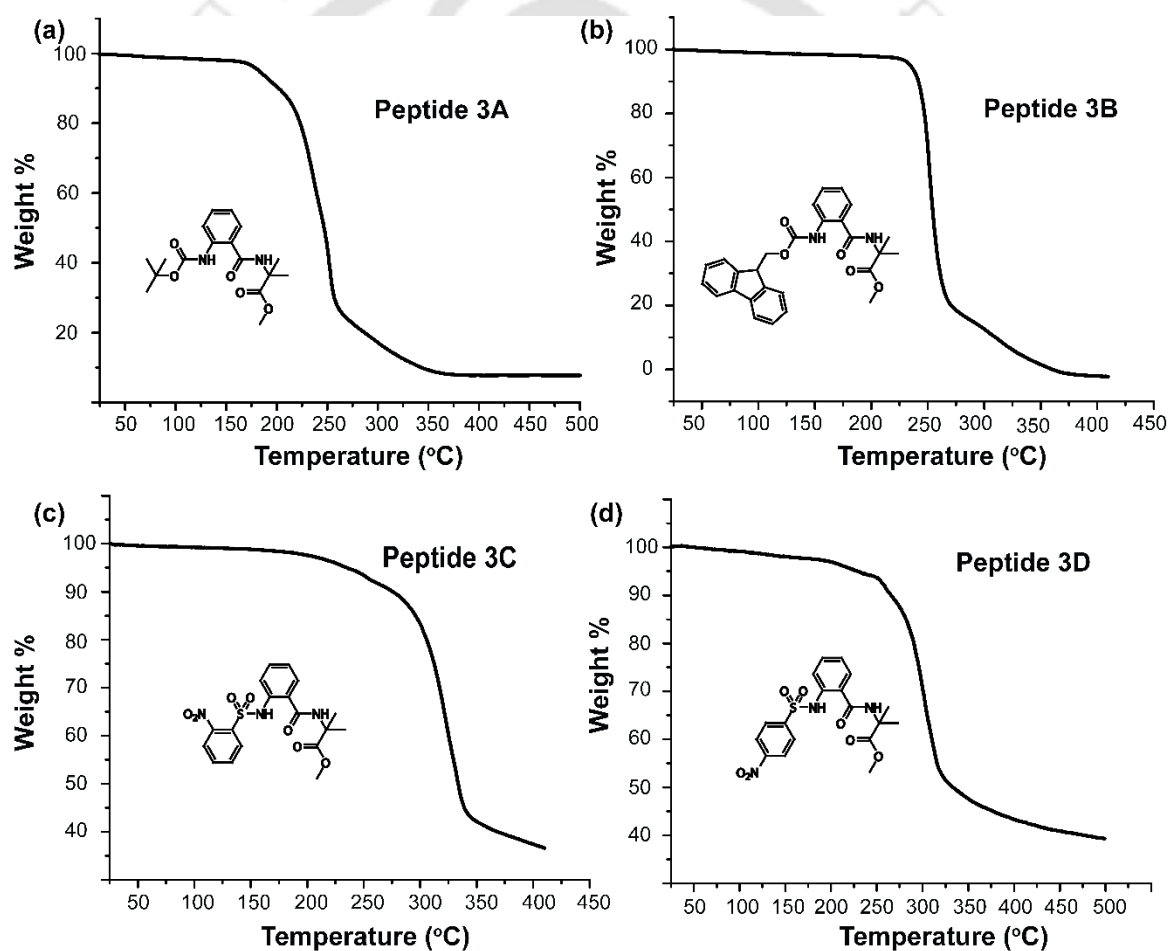 (a)
Peptide 3A
Weight %
100
80
60
40
20
O
O
NH
O
NH
O
O
50 100 150 200 250 300 350 400 450 500
Temperature (oC)
(b)
Peptide 3B
Weight %
100
80
60
40
20
0
O
O
NH
O
NH
O
O
50 100 150 200 250 300 350 400 450
Temperature (oC)
(c)
Peptide 3C
Weight %
100
90
80
70
60
50
40
O2N
O
O
S
NH
O
NH
O
O
50 100 150 200 250 300 350 400 450
Temperature (oC)
(d)
Peptide 3D
Weight %
100
90
80
70
60
50
40
O
O
S
NH
O2N
O
NH
O
O
50 100 150 200 250 300 350 400 450 500
Temperature (oC)